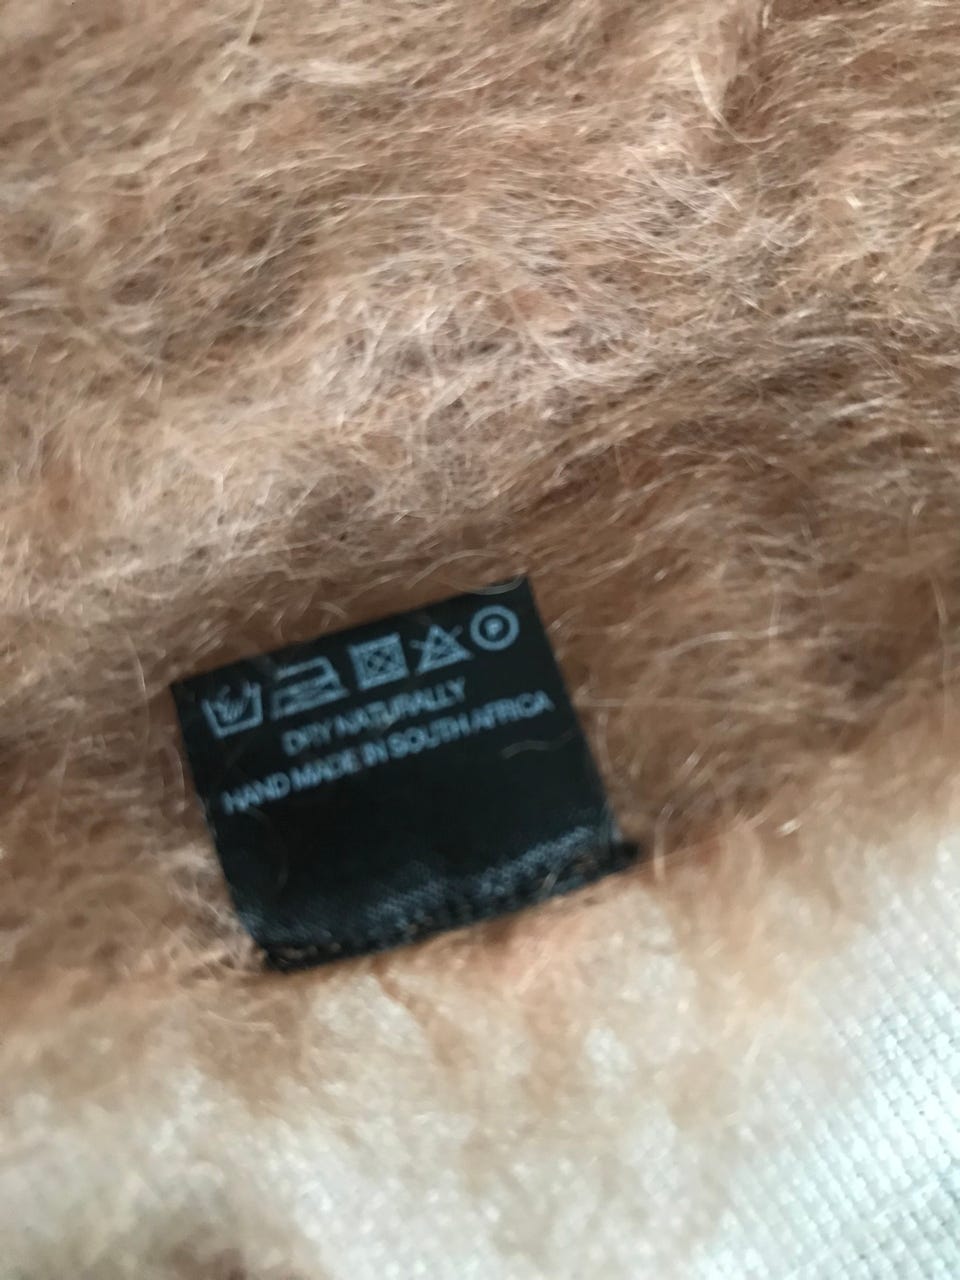 P
DRY NATURALLY
HAND MADE IN SOUTH AFRICA